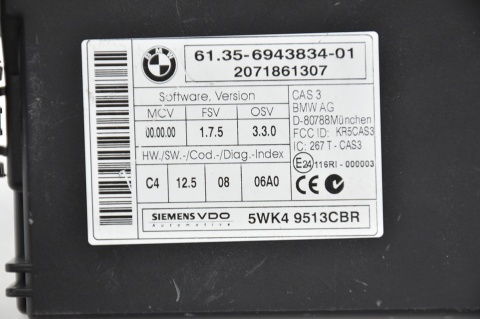 BMW
61.35-6943834-01
2071861307
Software, Version
MCV FSV OSV
00.00.00 1.7.5 3.3.0
HW./SW.-/Cod.-/Diag.-Index
C4 12.5 08 06A0
CAS 3
BMW AG
D-80788München
FCC ID: KR5CAS3
IC: 267 T - CAS3
E24 116RI - 000003
CE
SIEMENS VDO
Automotive
5WK4 9513CBR